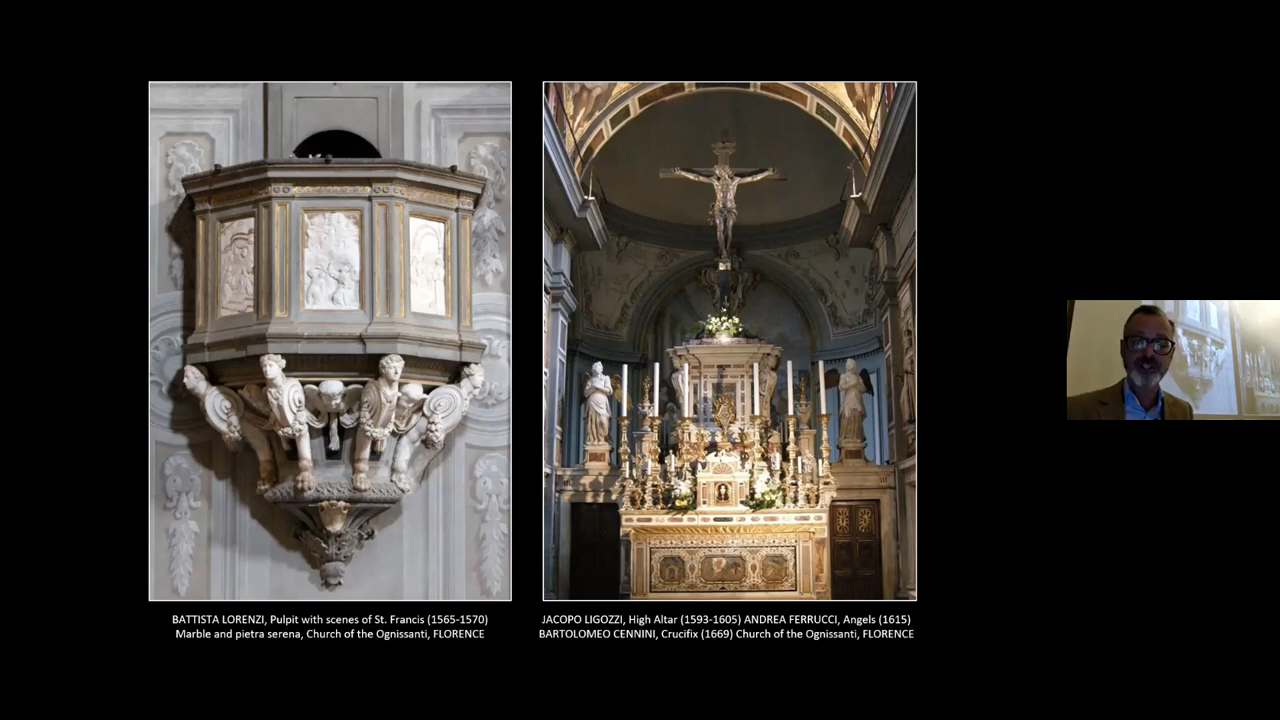 BATTISTA LORENZI, Pulpit with scenes of St. Francis (1565-1570)
Marble and pietra serena, Church of the Ognissanti, FLORENCE
JACOPO LIGOZZI, High Altar (1593-1605) ANDREA FERRUCCI, Angels (1615)
BARTOLOMEO CENNINI, Crucifix (1669) Church of the Ognissanti, FLORENCE